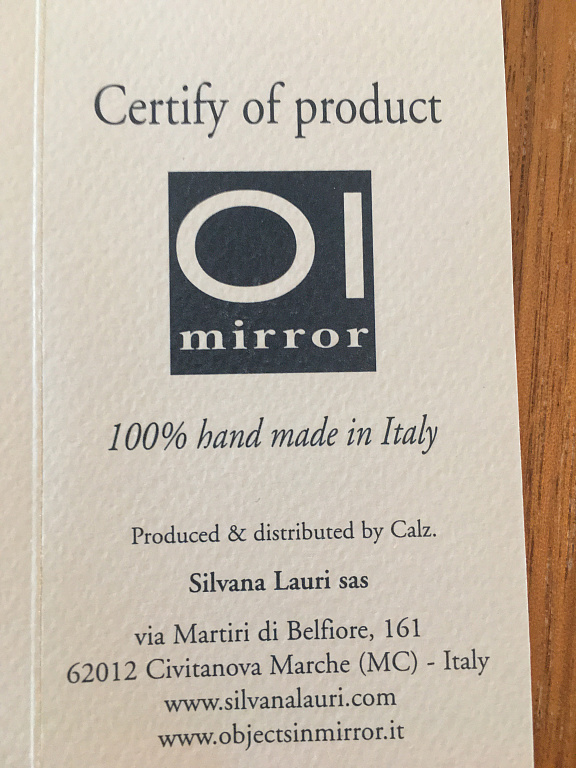 Certify of product
OI
mirror
100% hand made in Italy
Produced & distributed by Calz.
Silvana Lauri sas
via Martiri di Belfiore, 161
62012 Civitanova Marche (MC) - Italy
www.silvanalauri.com
www.objectsinmirror.it